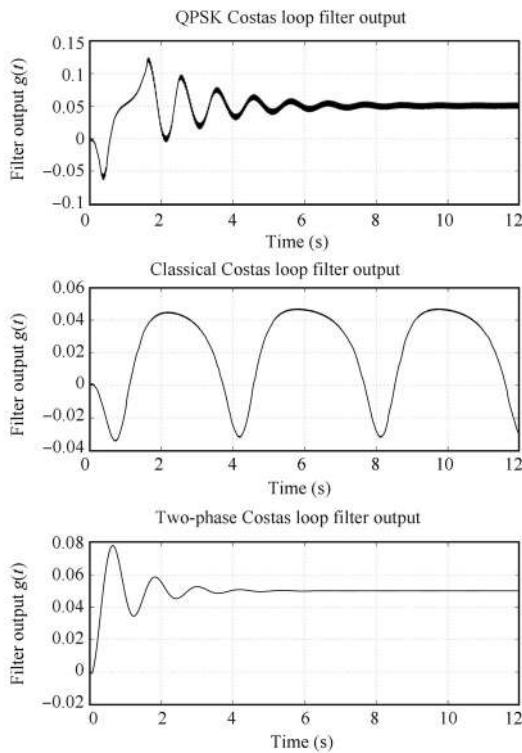 QPSK Costas loop filter output
Filter output g(t)
0.15
0.1
0.05
0
−0.05
−0.1
0 2 4 6 8 10 12
Time (s)
Classical Costas loop filter output
Filter output g(t)
0.06
0.04
0.02
0
−0.02
−0.04
0 2 4 6 8 10 12
Time (s)
Two-phase Costas loop filter output
Filter output g(t)
0.08
0.06
0.04
0.02
0
−0.02
0 2 4 6 8 10 12
Time (s)